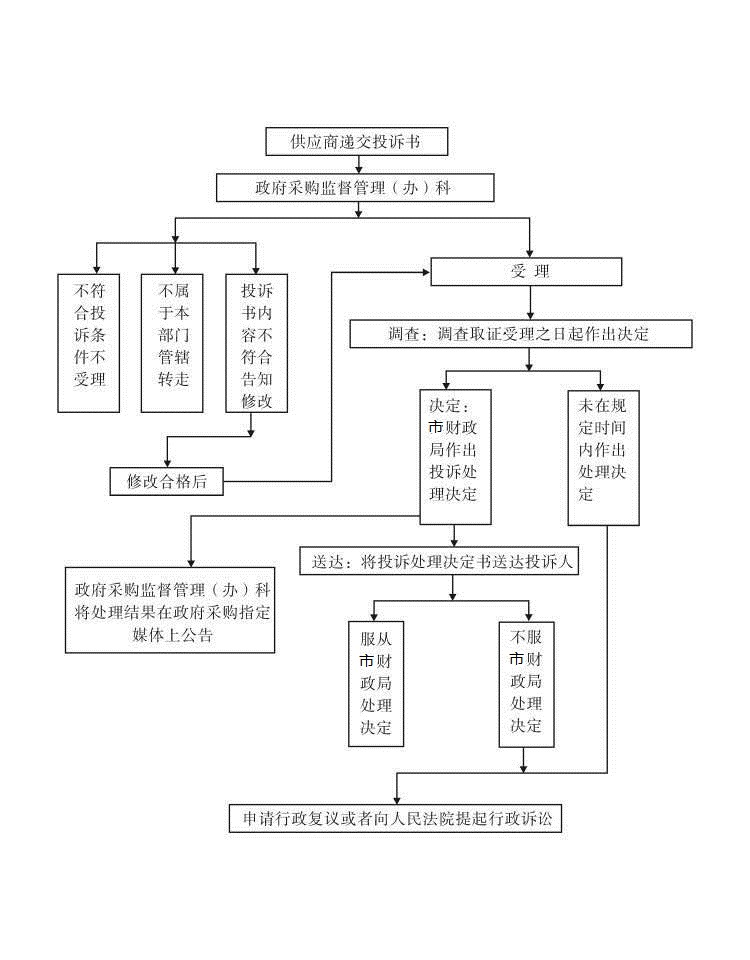 供应商递交投诉书
政府采购监督管理（办）科
受 理
不符
合投
诉条
件不
受理
不属
于本
部门
管辖
转走
投诉
书内
容不
符合
告知
修改
调查：调查取证受理之日起作出决定
决定：
市财政
局作出
投诉处
理决定
未在规
定时间
内作出
处理决
定
修改合格后
送达：将投诉处理决定书送达投诉人
政府采购监督管理（办）科
将处理结果在政府采购指定
媒体上公告
服从
市财
政局
处理
决定
不服
市财
政局
处理
决定
申请行政复议或者向人民法院提起行政诉讼